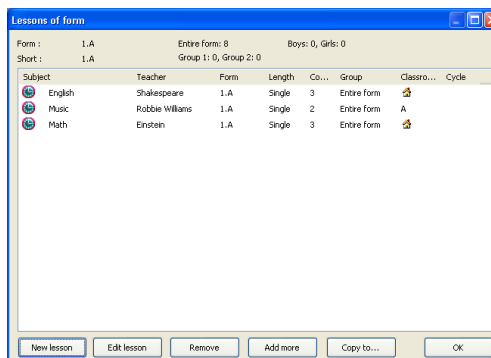 Lessons of form
Form : 1.A Entire form: 8 Boys: 0, Girls: 0
Short : 1.A Group 1: 0, Group 2: 0
Subject Teacher Form Length Co... Group Classro... Cycle
English Shakespeare 1.A Single 3 Entire form
Music Robbie Williams 1.A Single 2 Entire form A
Math Einstein 1.A Single 3 Entire form
New lesson Edit lesson Remove Add more Copy to... OK